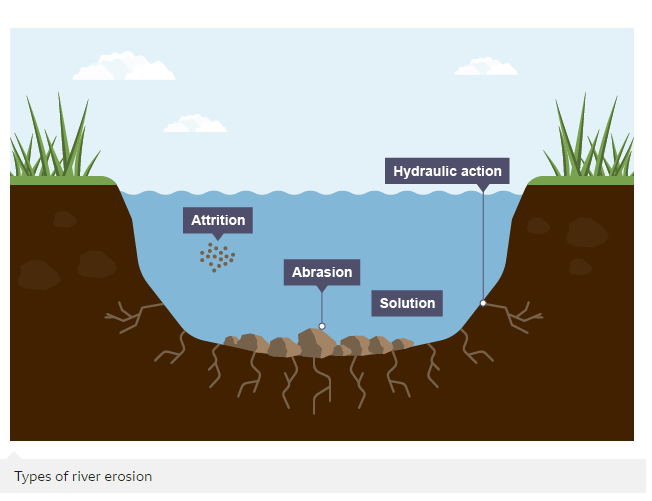 Hydraulic action
Attrition
Abrasion
Solution
Types of river erosion